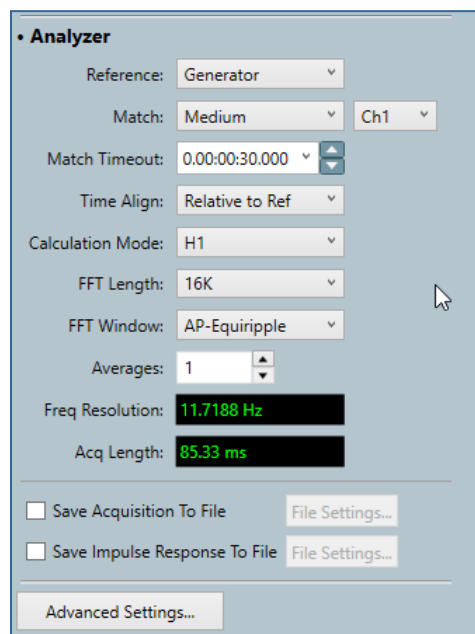 • Analyzer
Reference: Generator
Match: Medium Ch1
Match Timeout: 0.00:00:30.000
Time Align: Relative to Ref
Calculation Mode: H1
FFT Length: 16K
FFT Window: AP-Equiripple
Averages: 1
Freq Resolution: 11.7188 Hz
Acq Length: 85.33 ms
Save Acquisition To File File Settings...
Save Impulse Response To File File Settings...
Advanced Settings...